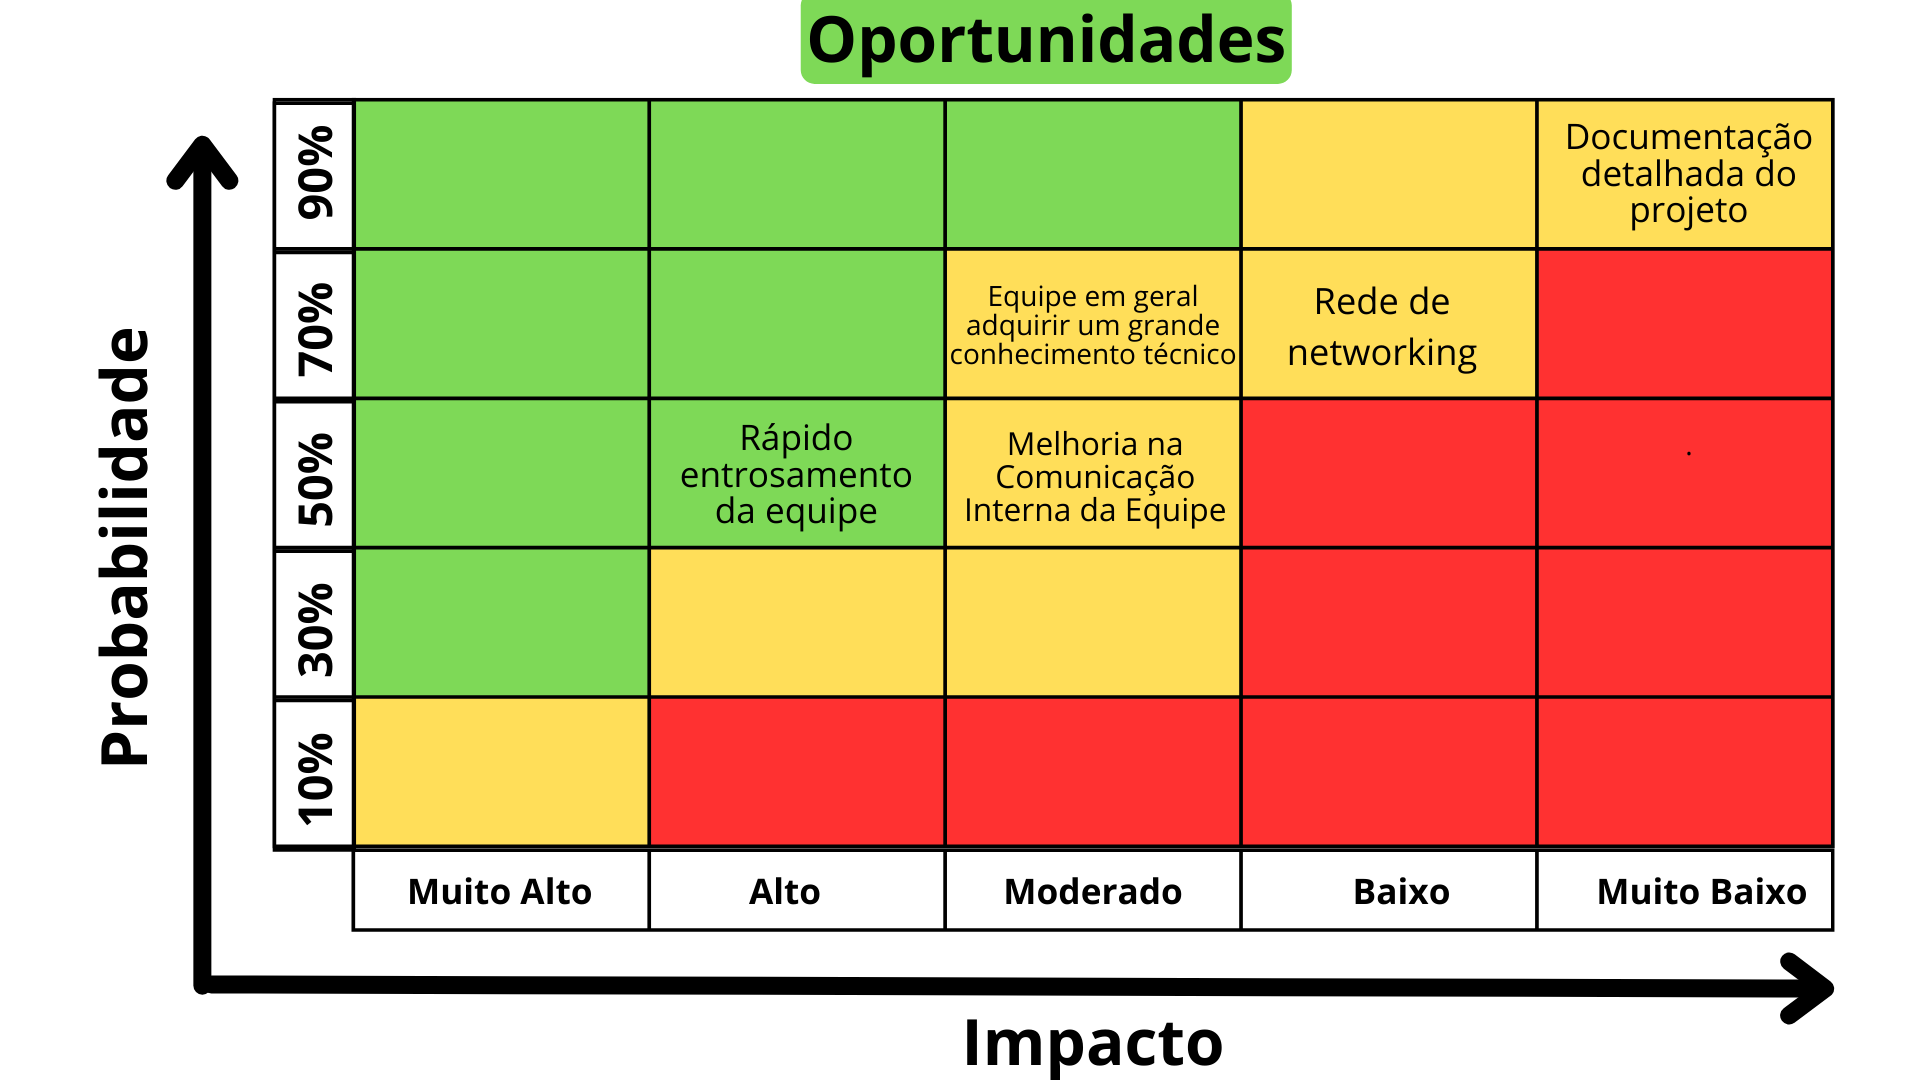 Oportunidades
Probabilidade
90%
Documentação
detalhada do
projeto
70%
Equipe em geral
adquirir um grande
conhecimento técnico
Rede de
networking
50%
Rápido
entrosamento
da equipe
Melhoria na
Comunicação
Interna da Equipe
.
30%
10%
Muito Alto
Alto
Moderado
Baixo
Muito Baixo
Impacto